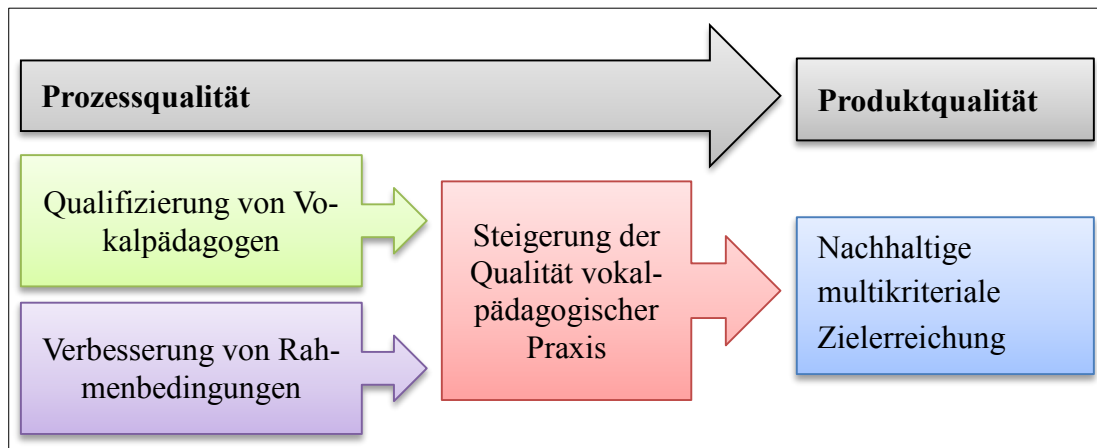 Prozessqualität
Produktqualität
Qualifizierung von Vo-
kalpädagogen
Verbesserung von Rah-
menbedingungen
Steigerung der
Qualität vokal-
pädagogischer
Praxis
Nachhaltige
multikriteriale
Zielerreichung